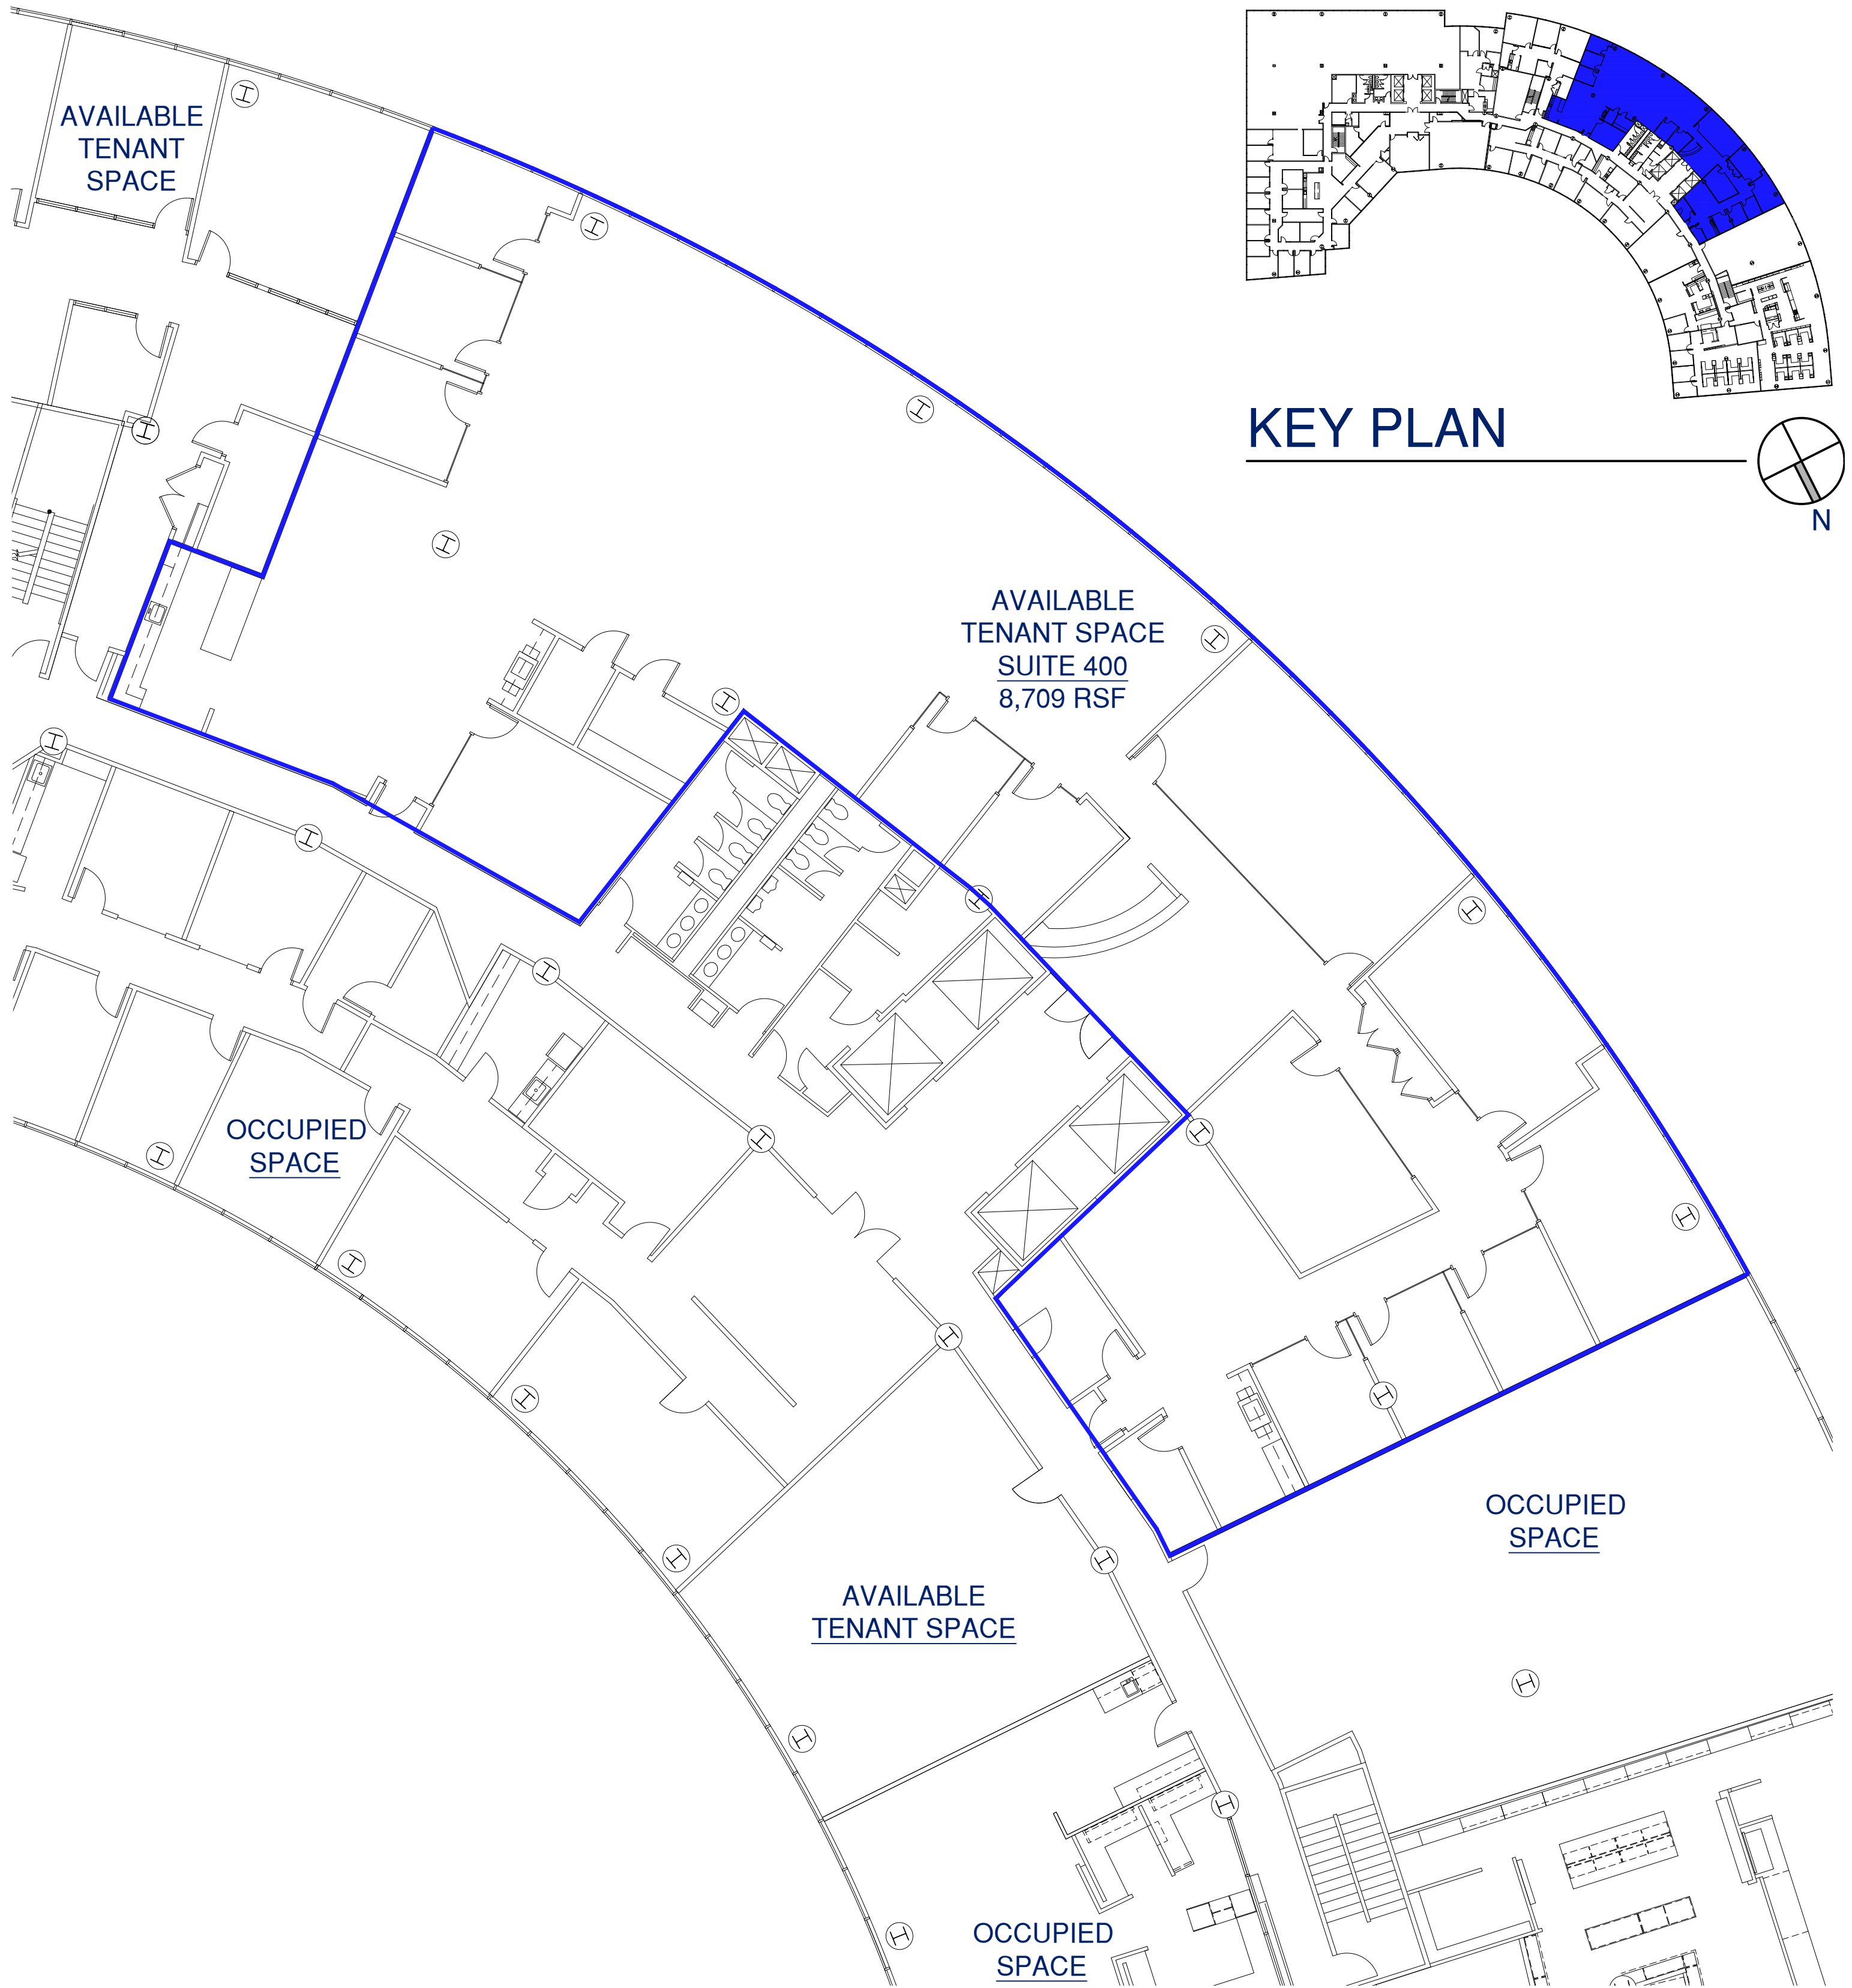 AVAILABLE
TENANT
SPACE
KEY PLAN
N
AVAILABLE
TENANT SPACE
SUITE 400
8,709 RSF
OCCUPIED
SPACE
OCCUPIED
SPACE
AVAILABLE
TENANT SPACE
OCCUPIED
SPACE